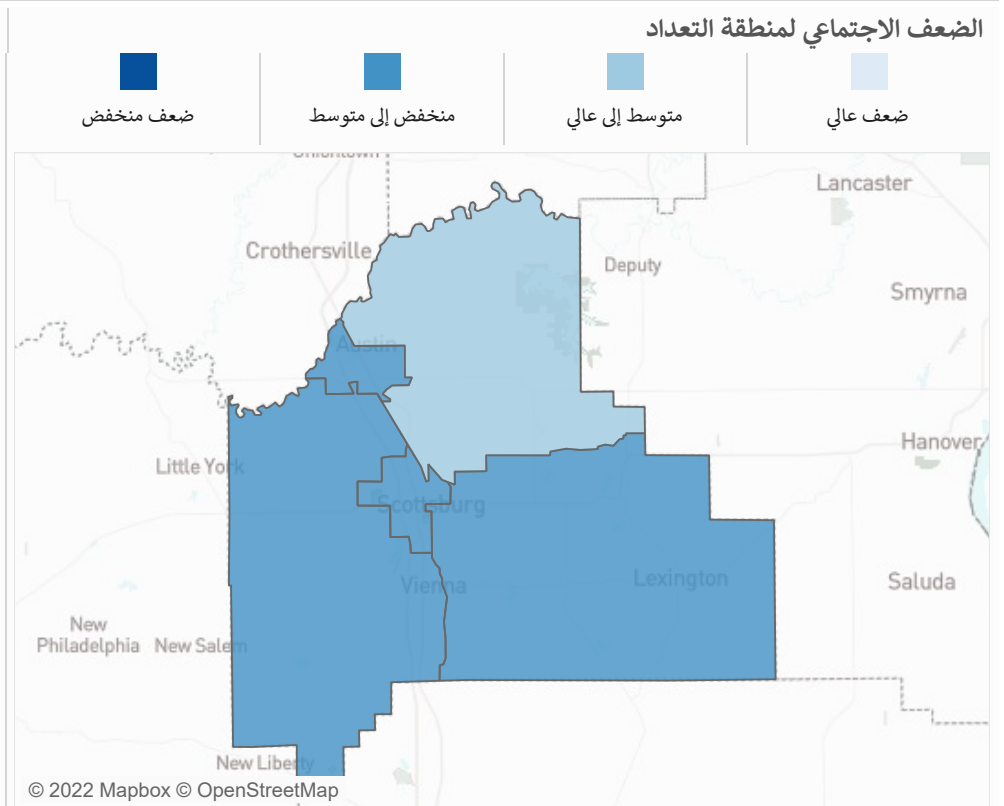 الضعف الاجتماعي لمنطقة التعداد
ضعف عالي
متوسط إلى عالي
منخفض إلى متوسط
ضعف منخفض
Uniontown
Lancaster
Crothersville
Deputy
Smyrna
Austin
Hanover
Little York
Scottsburg
Vienna
Lexington
Saluda
New
Philadelphia
New Salem
New Liberty
© 2022 Mapbox © OpenStreetMap